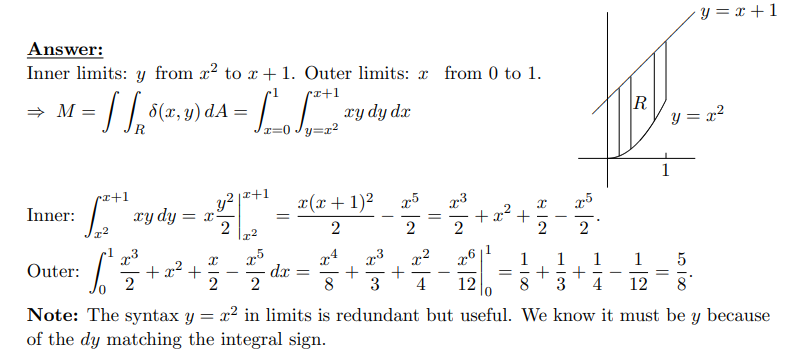 y = x + 1
Answer:
Inner limits: y from x² to x + 1. Outer limits: x from 0 to 1.
⇒ M = ∫∫_R δ(x, y) dA = ∫_{x=0}^{1} ∫_{y=x²}^{x+1} xy dy dx
R
y = x²
1
Inner: ∫_{x²}^{x+1} xy dy = x y²/2 |_{x²}^{x+1} = x(x + 1)²/2 − x⁵/2 = x³/2 + x² + x/2 − x⁵/2.
Outer: ∫_0^1 x³/2 + x² + x/2 − x⁵/2 dx = x⁴/8 + x³/3 + x²/4 − x⁶/12 |_0^1 = 1/8 + 1/3 + 1/4 − 1/12 = 5/8.
Note: The syntax y = x² in limits is redundant but useful. We know it must be y because
of the dy matching the integral sign.